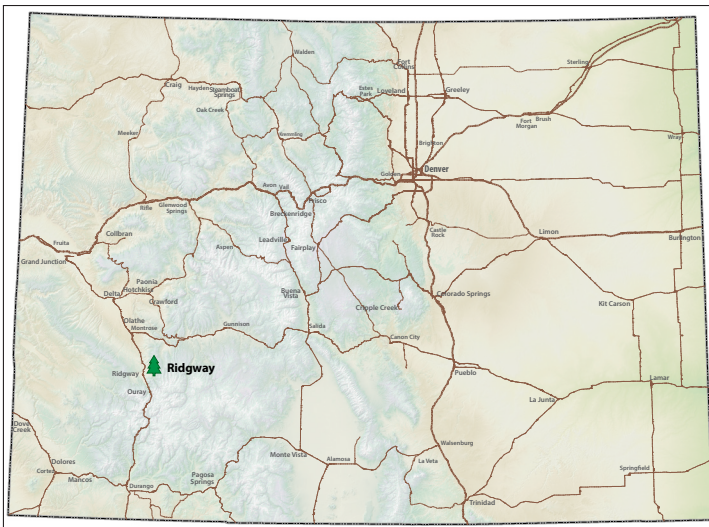 Walden
Fort
Collins
Sterling
Craig
Hayden
Steamboat
Springs
Estes
Park
Loveland
Greeley
Oak Creek
Fort
Morgan
Brush
Meeker
Kremmling
Brighton
Wray
Golden
Denver
Avon
Vail
Rifle
Glenwood
Springs
Frisco
Breckenridge
Castle
Rock
Limon
Burlington
Collbran
Fruita
Leadville
Fairplay
Aspen
Grand Junction
Paonia
Hotchkiss
Delta
Crawford
Buena
Vista
Cripple Creek
Colorado Springs
Kit Carson
Olathe
Montrose
Gunnison
Salida
Canon City
Ridgway
Ridgway
Pueblo
Lamar
Ouray
La Junta
Dove
Creek
Walsenburg
Monte Vista
Alamosa
La Veta
Dolores
Cortez
Mancos
Pagosa
Springs
Durango
Springfield
Trinidad